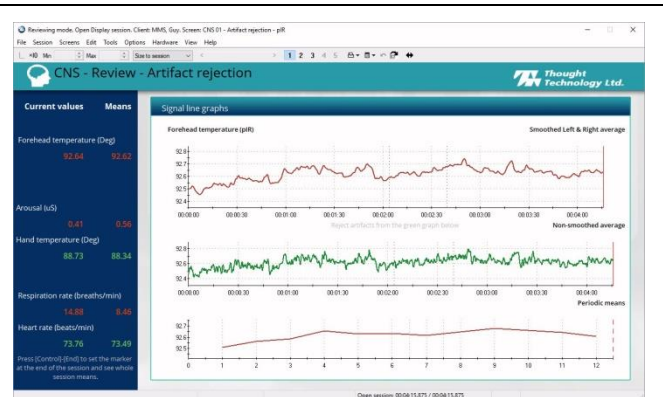 Reviewing mode. Open Display session. Client: MMS, Guy. Screen: CNS 01 - Artifact rejection - pIR
File Session Screens Edit Tools Options Hardware View Help
Min Max Size to session 1 2 3 4 5
CNS - Review - Artifact rejection
Thought
Technology Ltd.
Current values Means
Signal line graphs
Forehead temperature (pIR) Smoothed Left & Right average
Forehead temperature (Deg)
92.64 92.62
92.8
92.7
92.6
92.5
92.4
00:00:00 00:00:30 00:01:00 00:01:30 00:02:00 00:02:30 00:03:00 00:03:30 00:04:00
Reject artifacts from the green graph below
Non-smoothed average
Arousal (uS)
0.41 0.56
Hand temperature (Deg)
88.73 88.34
92.8
92.6
92.4
00:00:00 00:00:30 00:01:00 00:01:30 00:02:00 00:02:30 00:03:00 00:03:30 00:04:00
Periodic means
Respiration rate (breaths/min)
14.88 8.46
Heart rate (beats/min)
73.76 73.49
92.7
92.6
92.5
0 1 2 3 4 5 6 7 8 9 10 11 12
Press [Control]-[End] to set the marker
at the end of the session and see whole
session means.
Open session: 00:04:15.875 / 00:04:15.875